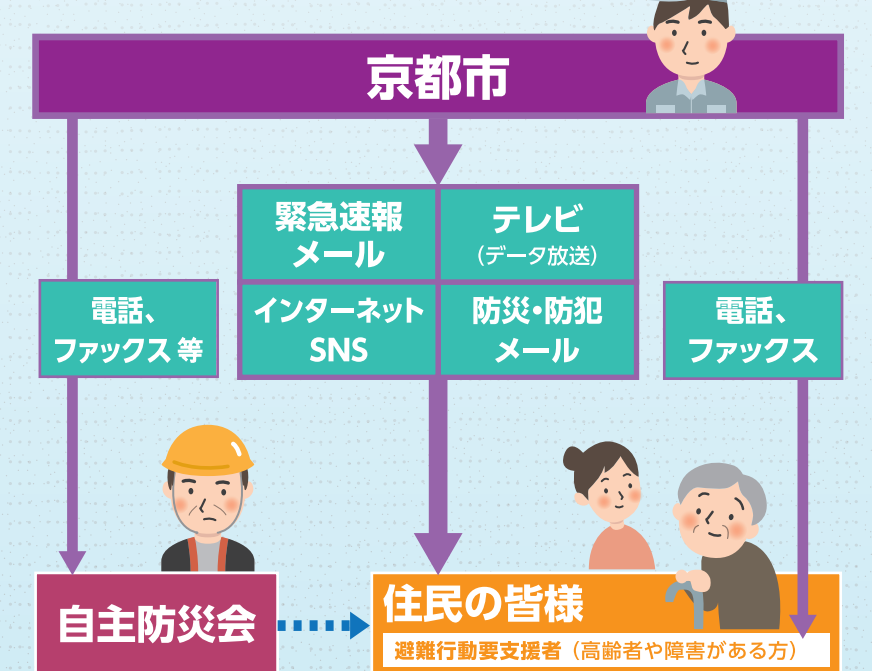 京都市
緊急速報
メール
テレビ
（データ放送）
インターネット
SNS
防災・防犯
メール
電話、
ファックス 等
電話、
ファックス
自主防災会
住民の皆様
避難行動要支援者（高齢者や障害がある方）